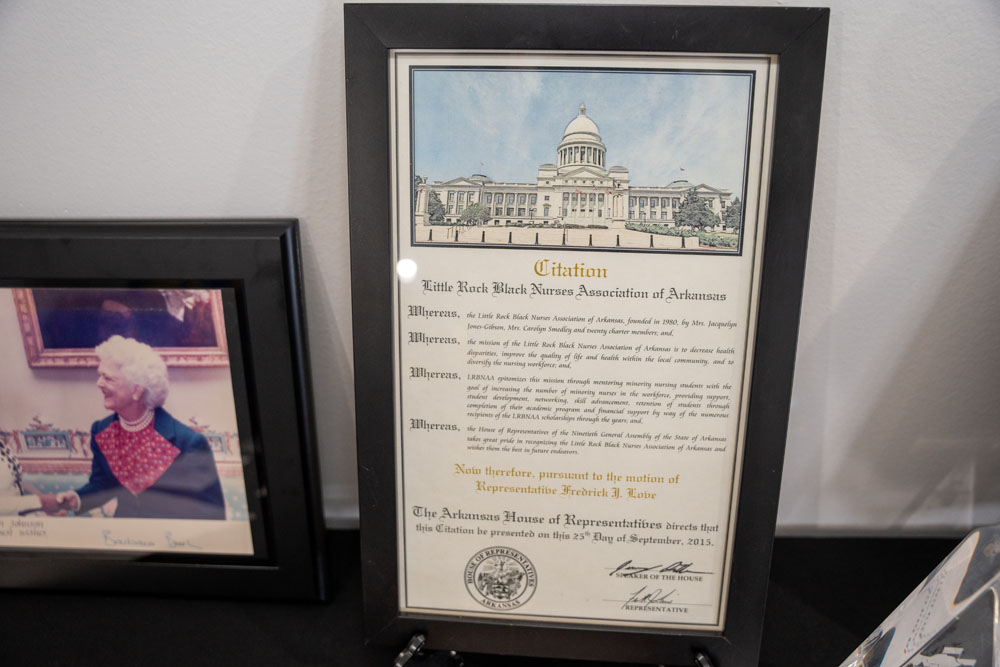 Citation
Little Rock Black Nurses Association of Arkansas
Whereas, the Little Rock Black Nurses Association of Arkansas, founded in 1980, by Mrs. Jacquelyn
Jones-Gibson, Mrs. Carolyn Smedley and twenty charter members; and,
Whereas, the mission of the Little Rock Black Nurses Association of Arkansas is to decrease health
disparities, improve the quality of life and health within the local community, and to
diversify the nursing workforce; and,
Whereas, LRBNAA epitomizes this mission through mentoring minority nursing students with the
goal of increasing the number of minority nurses in the workforce, providing support,
student development, networking, skill advancement, retention of students through
completion of their academic program and financial support by way of the numerous
recipients of the LRBNAA scholarships through the years; and,
Whereas, the House of Representatives of the Ninetieth General Assembly of the State of Arkansas
takes great pride in recognizing the Little Rock Black Nurses Association of Arkansas and
wishes them the best in future endeavors.
Now therefore, pursuant to the motion of
Representative Fredrick J. Love
The Arkansas House of Representatives directs that
this Citation be presented on this 25th Day of September, 2015.
HOUSE OF REPRESENTATIVES
ARKANSAS
SPEAKER OF THE HOUSE
REPRESENTATIVE
Johnson
Barbara Bush